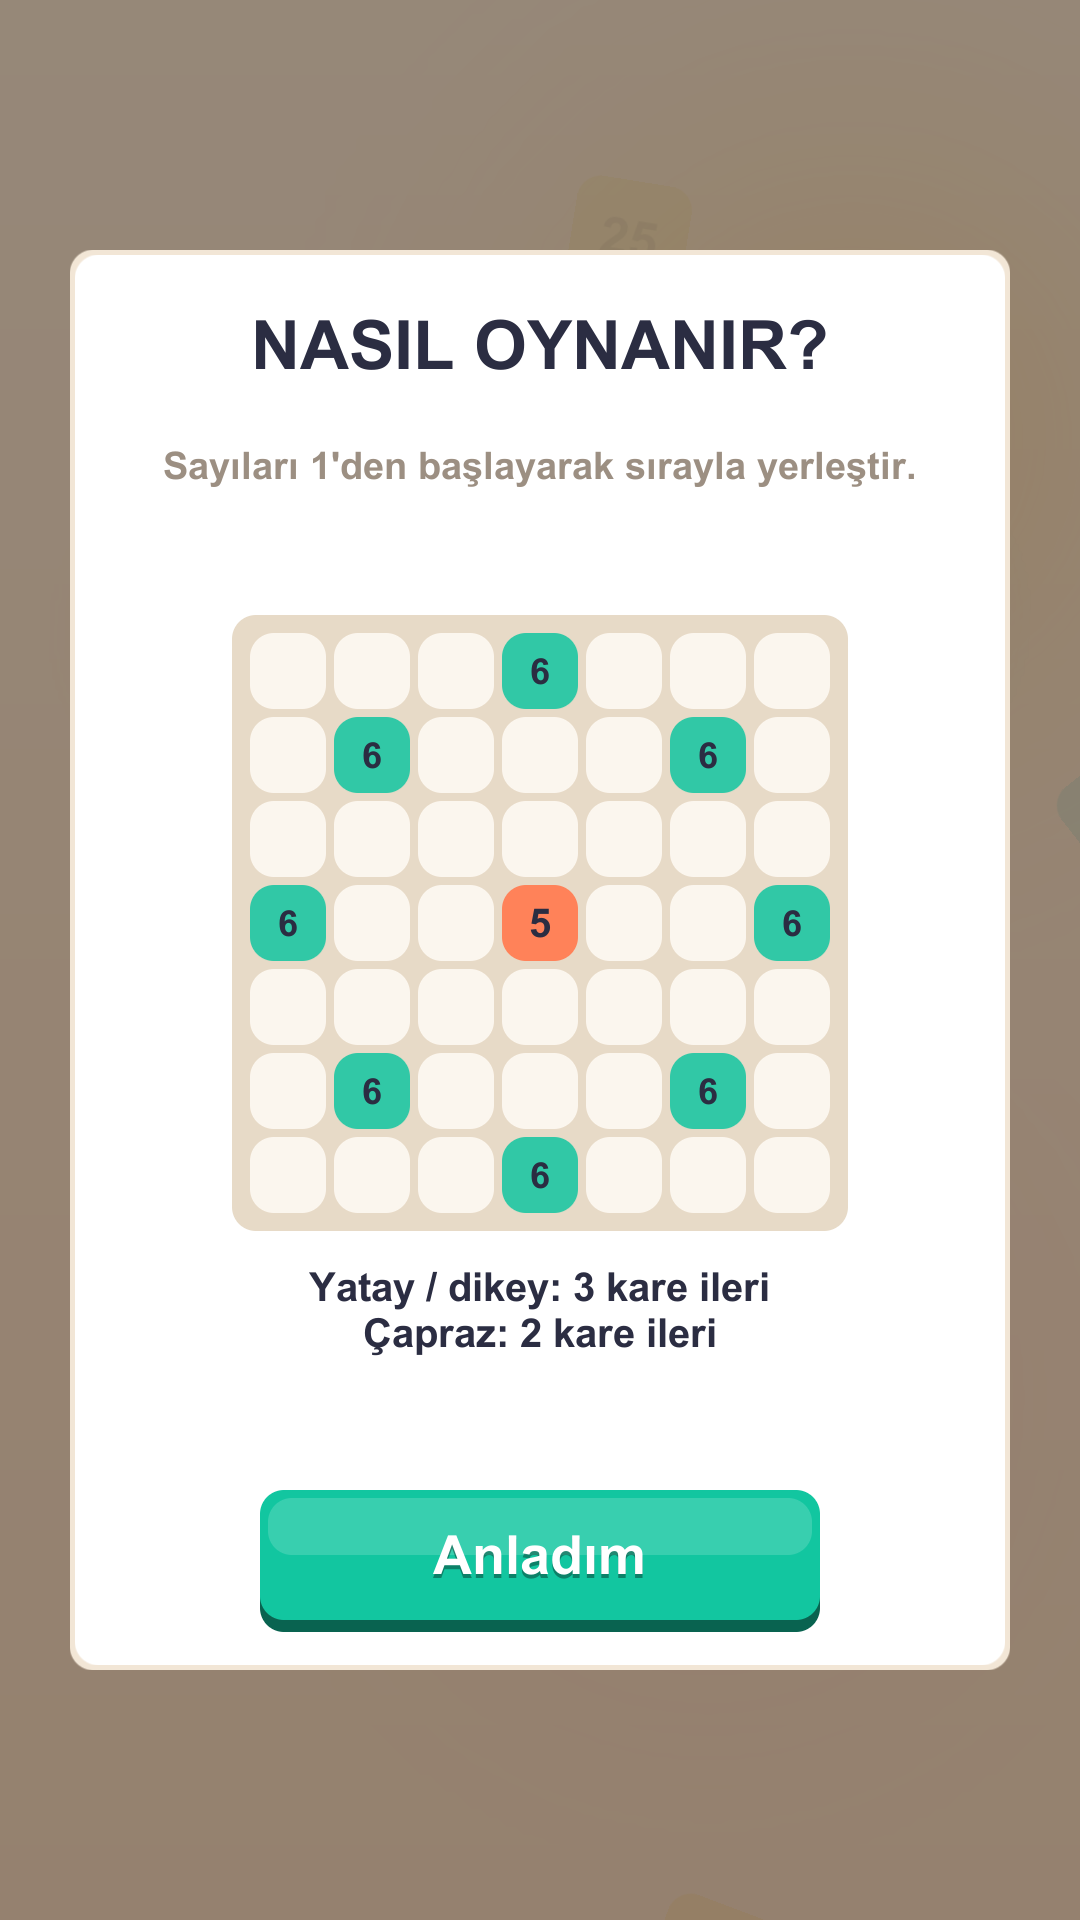 25
NASIL OYNANIR?
Sayıları 1'den başlayarak sırayla yerleştir.
6
6 6
6 5 6
6 6
6
Yatay / dikey: 3 kare ileri
Çapraz: 2 kare ileri
Anladım